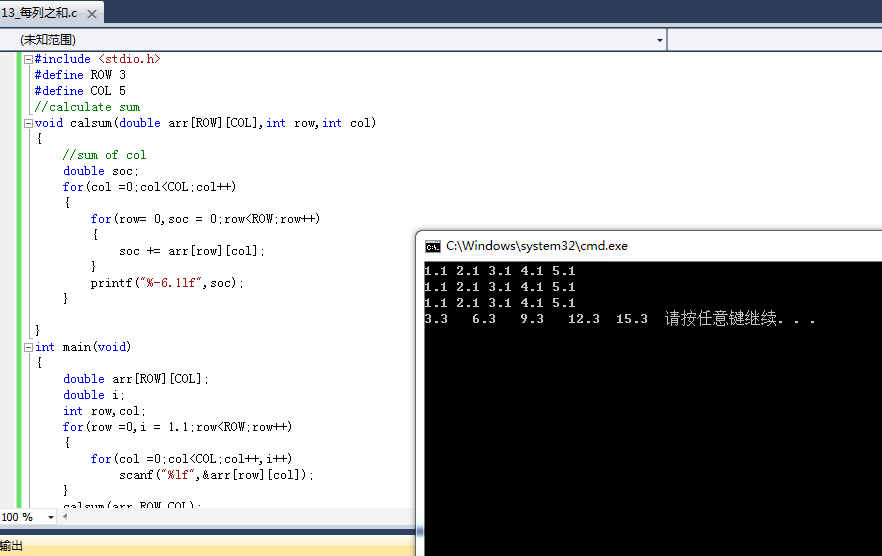 13_每列之和.c
(未知范围)
#include <stdio.h>
#define ROW 3
#define COL 5
//calculate sum
void calsum(double arr[ROW][COL],int row,int col)
{
//sum of col
double soc;
for(col =0;col<COL;col++)
{
for(row= 0,soc = 0;row<ROW;row++)
{
soc += arr[row][col];
}
printf("%-6.1lf",soc);
}
}
int main(void)
{
double arr[ROW][COL];
double i;
int row,col;
for(row =0,i = 1.1;row<ROW;row++)
{
for(col =0;col<COL;col++,i++)
scanf("%lf",&arr[row][col]);
}
calsum(arr,ROW,COL);
100 %
输出
C:\Windows\system32\cmd.exe
1.1 2.1 3.1 4.1 5.1
1.1 2.1 3.1 4.1 5.1
1.1 2.1 3.1 4.1 5.1
3.3   6.3   9.3   12.3  15.3  请按任意键继续. . .